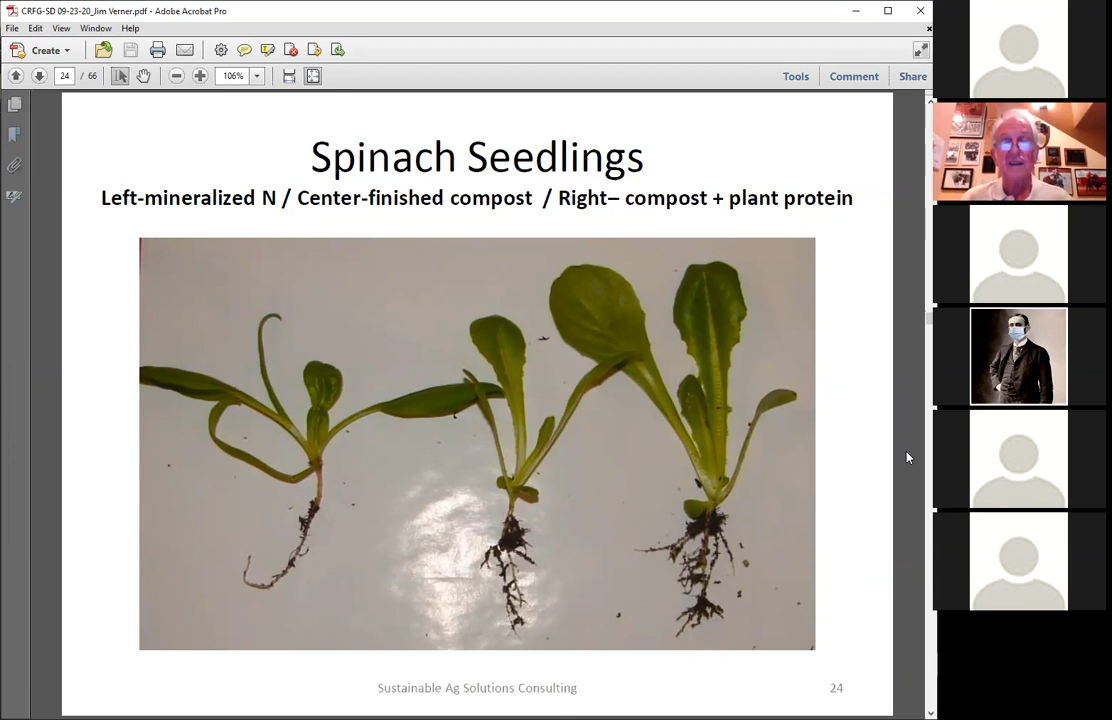 CRFG-SD 09-23-20_Jim Verner.pdf - Adobe Acrobat Pro
File Edit View Window Help
Create
24 / 66 106% Tools Comment Share
Spinach Seedlings
Left-mineralized N / Center-finished compost / Right– compost + plant protein
Sustainable Ag Solutions Consulting 24